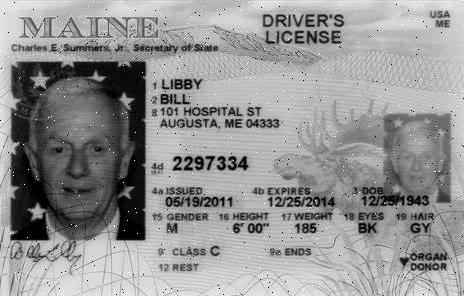 MAINE
DRIVER'S
LICENSE
USA
ME
Charles E. Summers, Jr., Secretary of State
1 LIBBY
2 BILL
8 101 HOSPITAL ST
AUGUSTA, ME 04333
4d 2297334
4a ISSUED 4b EXPIRES 3 DOB
05/19/2011 12/25/2014 12/25/1943
15 GENDER 16 HEIGHT 17 WEIGHT 18 EYES 19 HAIR
M 6' 00" 185 BK GY
9 CLASS C 9a ENDS
12 REST
ORGAN
DONOR